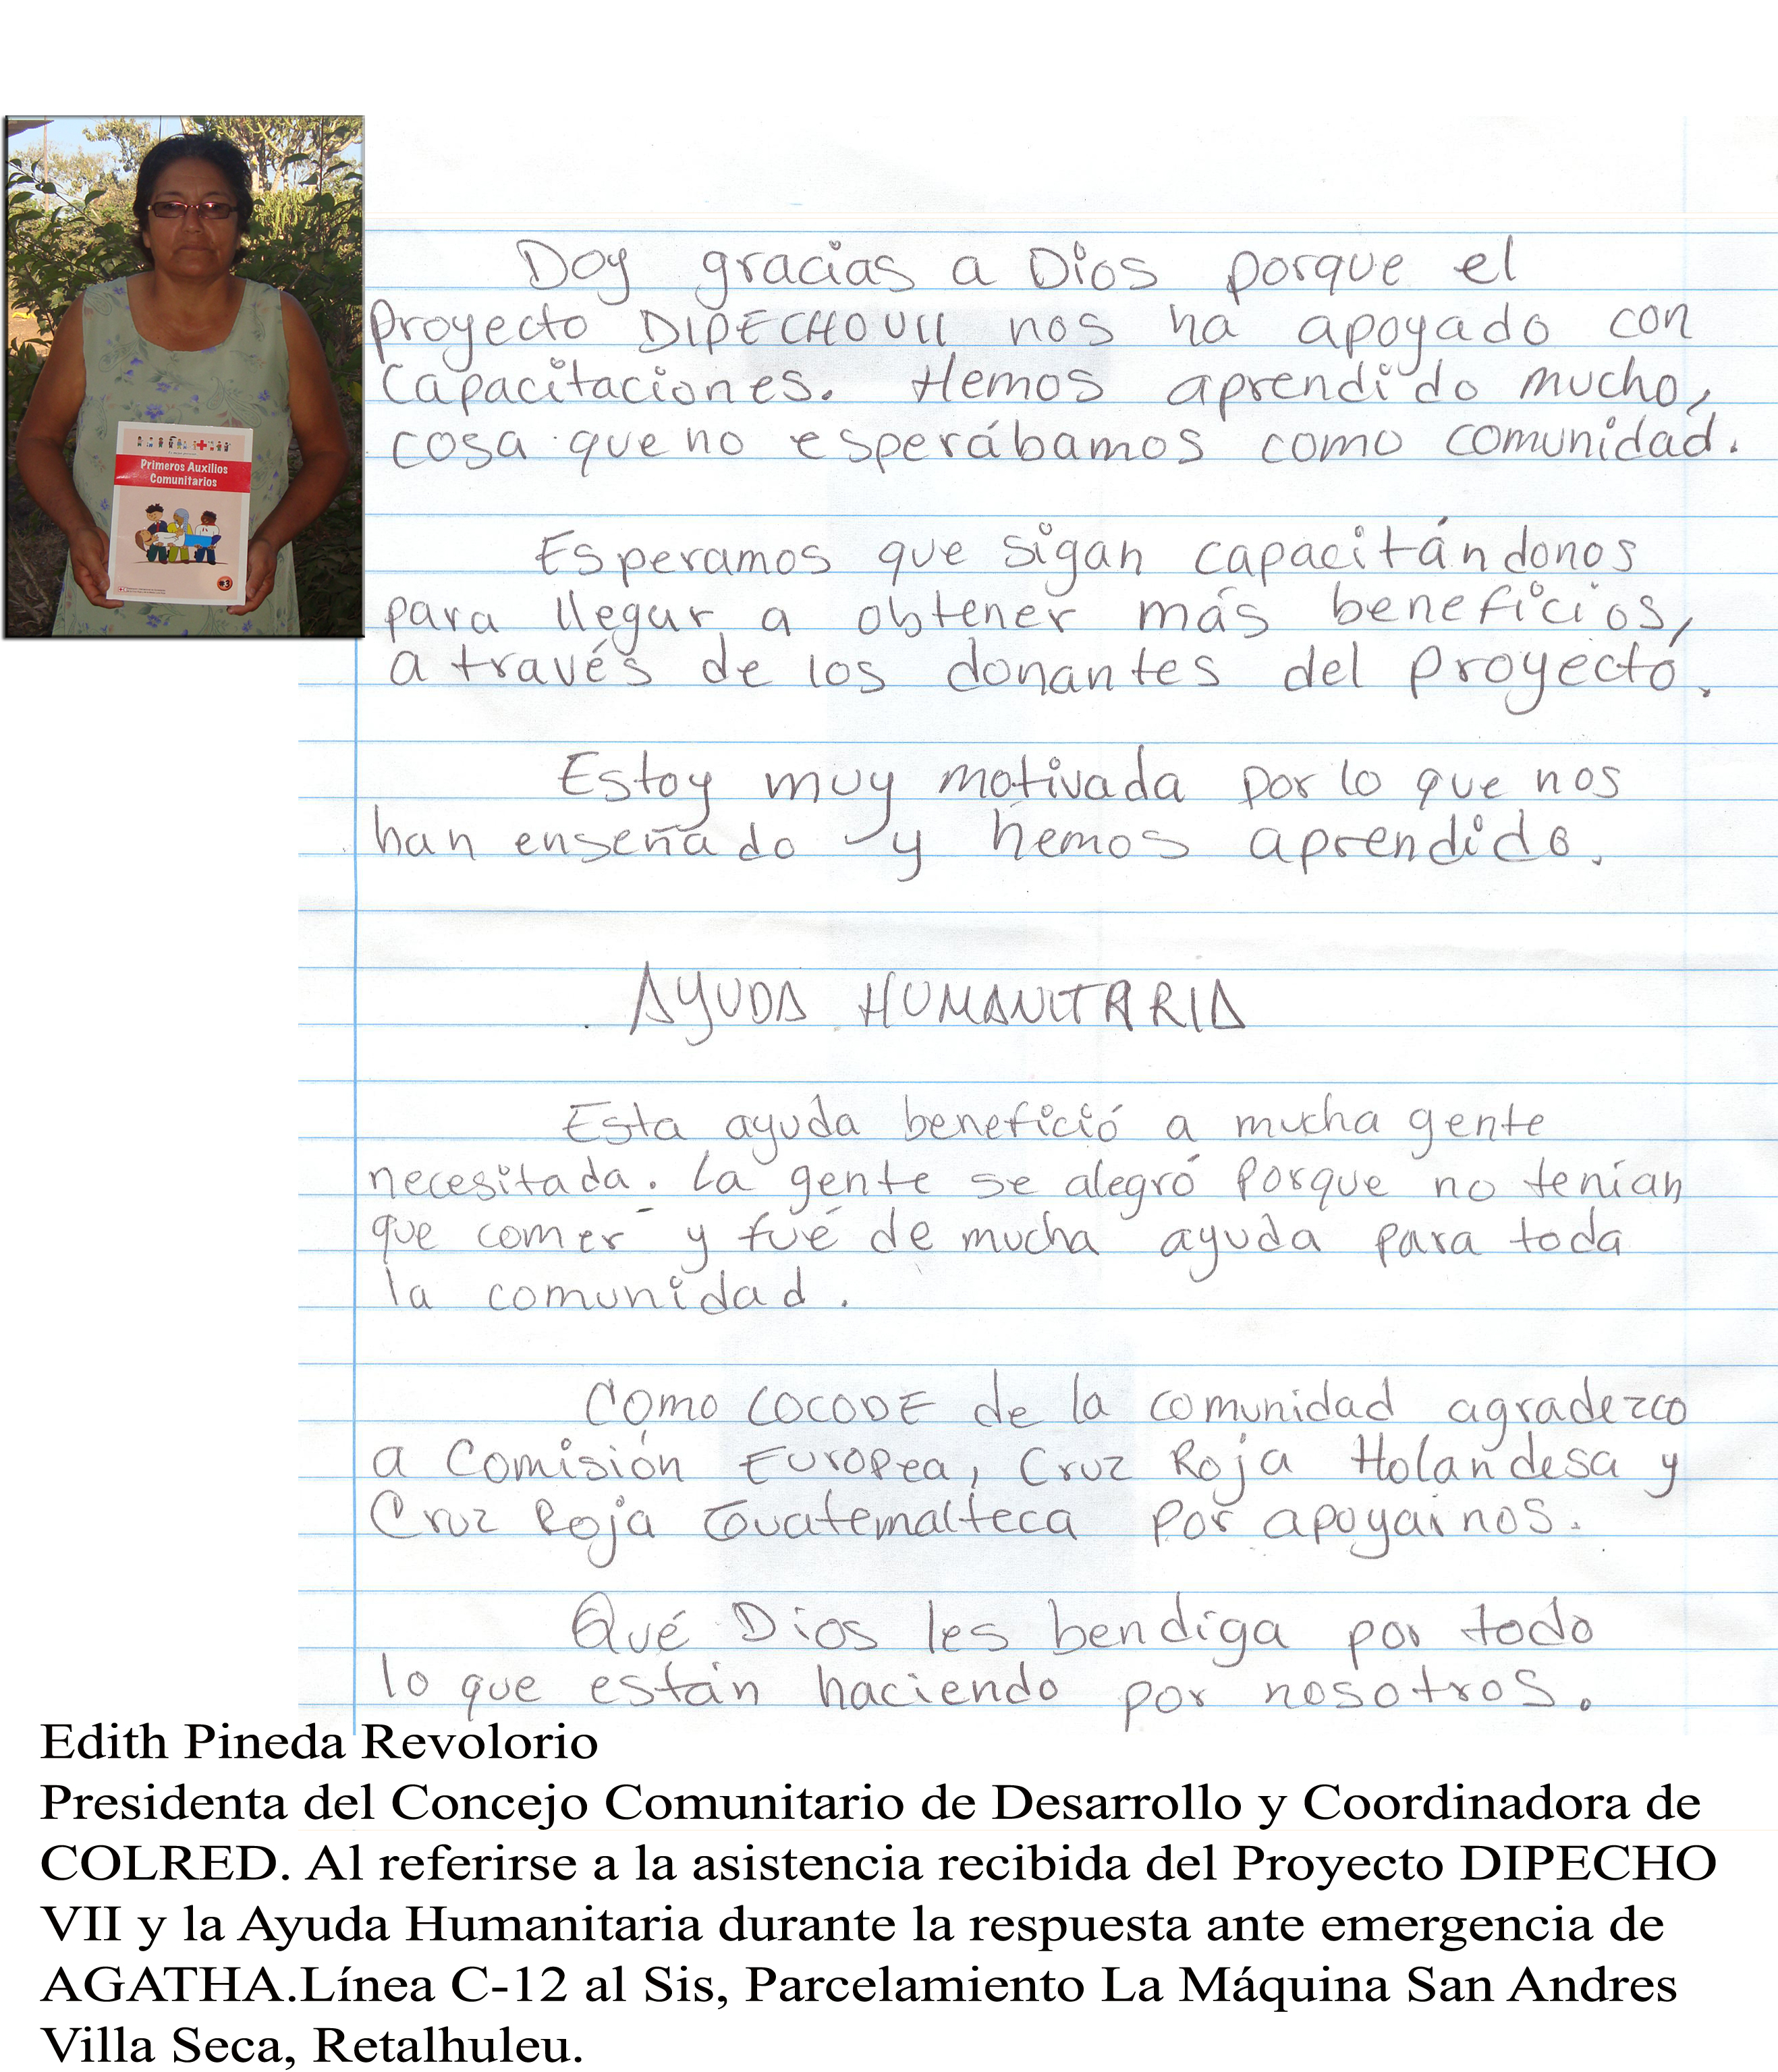 Primeros Auxilios
Comunitarios
#3
Doy gracias a Dios porque el
Proyecto DIPECHO VII nos ha apoyado con
Capacitaciones. Hemos aprendido mucho,
cosa que no esperábamos como comunidad.
Esperamos que sigan capacitándonos
para llegar a obtener más beneficios,
a través de los donantes del proyecto.
Estoy muy motivada por lo que nos
han enseñado y hemos aprendido.
AYUDA HUMANITARIA
Esta ayuda benefició a mucha gente
necesitada. La gente se alegró porque no tenían
que comer y fué de mucha ayuda para toda
la comunidad.
Como COCODE de la comunidad agradezco
a Comisión Europea, Cruz Roja Holandesa y
Cruz Roja Guatemalteca por apoyarnos.
Qué Dios les bendiga por todo
lo que están haciendo por nosotros.
Edith Pineda Revolorio
Presidenta del Concejo Comunitario de Desarrollo y Coordinadora de
COLRED. Al referirse a la asistencia recibida del Proyecto DIPECHO
VII y la Ayuda Humanitaria durante la respuesta ante emergencia de
AGATHA.Línea C-12 al Sis, Parcelamiento La Máquina San Andres
Villa Seca, Retalhuleu.